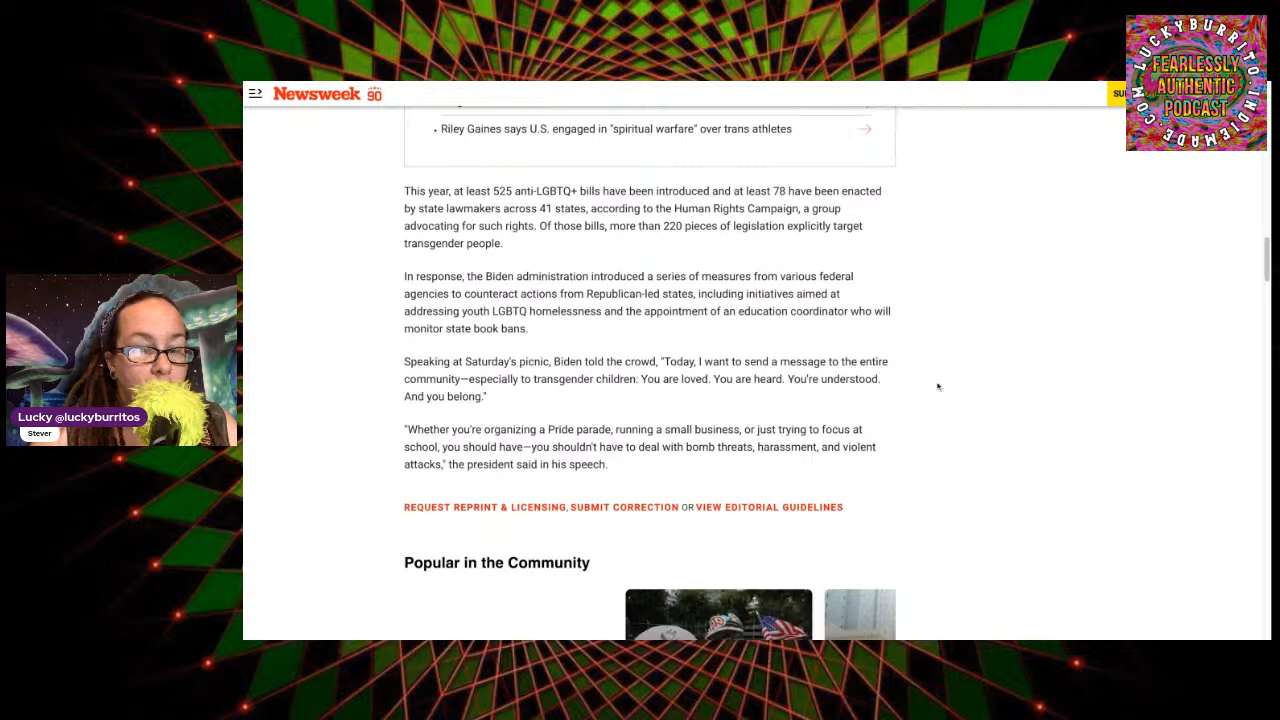 LUCKYBURRITO.INDIEMADE.COM
FEARLESSLY
AUTHENTIC
PODCAST
Newsweek 90
Riley Gaines says U.S. engaged in "spiritual warfare" over trans athletes
This year, at least 525 anti-LGBTQ+ bills have been introduced and at least 78 have been enacted
by state lawmakers across 41 states, according to the Human Rights Campaign, a group
advocating for such rights. Of those bills, more than 220 pieces of legislation explicitly target
transgender people.
In response, the Biden administration introduced a series of measures from various federal
agencies to counteract actions from Republican-led states, including initiatives aimed at
addressing youth LGBTQ homelessness and the appointment of an education coordinator who will
monitor state book bans.
Speaking at Saturday's picnic, Biden told the crowd, "Today, I want to send a message to the entire
community—especially to transgender children: You are loved. You are heard. You're understood.
And you belong."
"Whether you're organizing a Pride parade, running a small business, or just trying to focus at
school, you should have—you shouldn't have to deal with bomb threats, harassment, and violent
attacks," the president said in his speech.
REQUEST REPRINT & LICENSING, SUBMIT CORRECTION OR VIEW EDITORIAL GUIDELINES
Popular in the Community
Lucky @luckyburritos
Stever